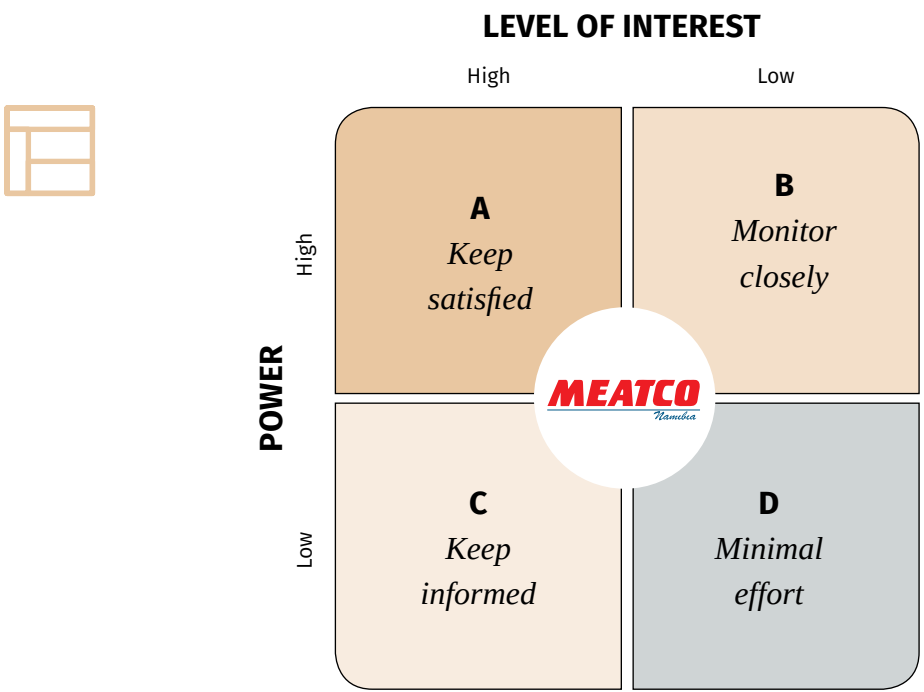 LEVEL OF INTEREST
High
Low
POWER
High
A
Keep
satisfied
B
Monitor
closely
MEATCO
Namibia
Low
C
Keep
informed
D
Minimal
effort